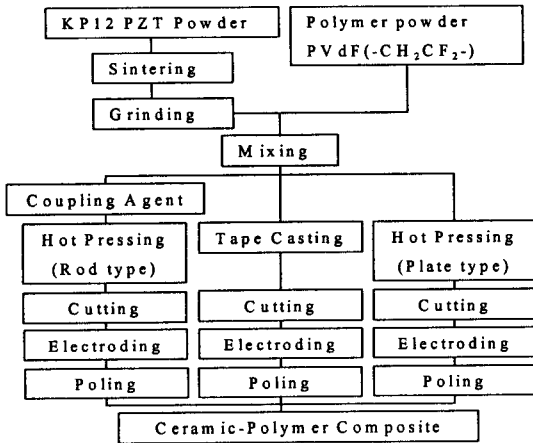 KP12 PZT Powder
Polymer powder
PVdF(-CH₂CF₂-)
Sintering
Grinding
Mixing
Coupling Agent
Hot Pressing
(Rod type)
Tape Casting
Hot Pressing
(Plate type)
Cutting
Cutting
Cutting
Electroding
Electroding
Electroding
Poling
Poling
Poling
Ceramic-Polymer Composite